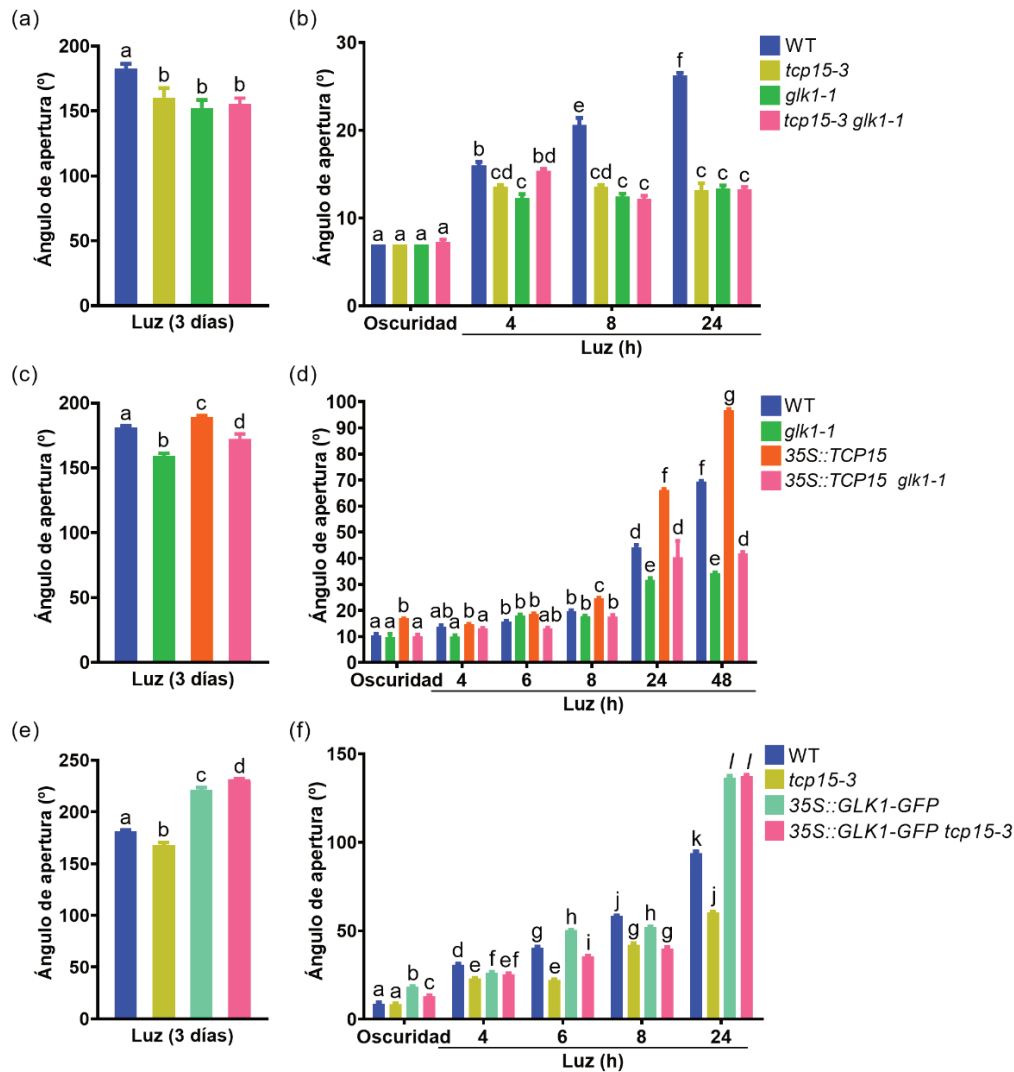 (a)
Ángulo de apertura (º)
200
150
100
50
0
a
b
b
b
Luz (3 días)
(b)
Ángulo de apertura (º)
30
20
10
0
a a a a
b cd c bd
e cd c c
f c c c
Oscuridad 4 8 24
Luz (h)
WT
tcp15-3
glk1-1
tcp15-3 glk1-1
(c)
Ángulo de apertura (º)
200
150
100
50
0
a
b
c
d
Luz (3 días)
(d)
Ángulo de apertura (º)
100
90
80
70
60
50
40
30
20
10
0
a a b a
ab a b a
b b b ab
b b c b
d e f d
f e g d
Oscuridad 4 6 8 24 48
Luz (h)
WT
glk1-1
35S::TCP15
35S::TCP15 glk1-1
(e)
Ángulo de apertura (º)
250
200
150
100
50
0
a
b
c
d
Luz (3 días)
(f)
Ángulo de apertura (º)
150
100
50
0
a a b c
d e f ef
g e h i
j g h g
k j l l
Oscuridad 4 6 8 24
Luz (h)
WT
tcp15-3
35S::GLK1-GFP
35S::GLK1-GFP tcp15-3